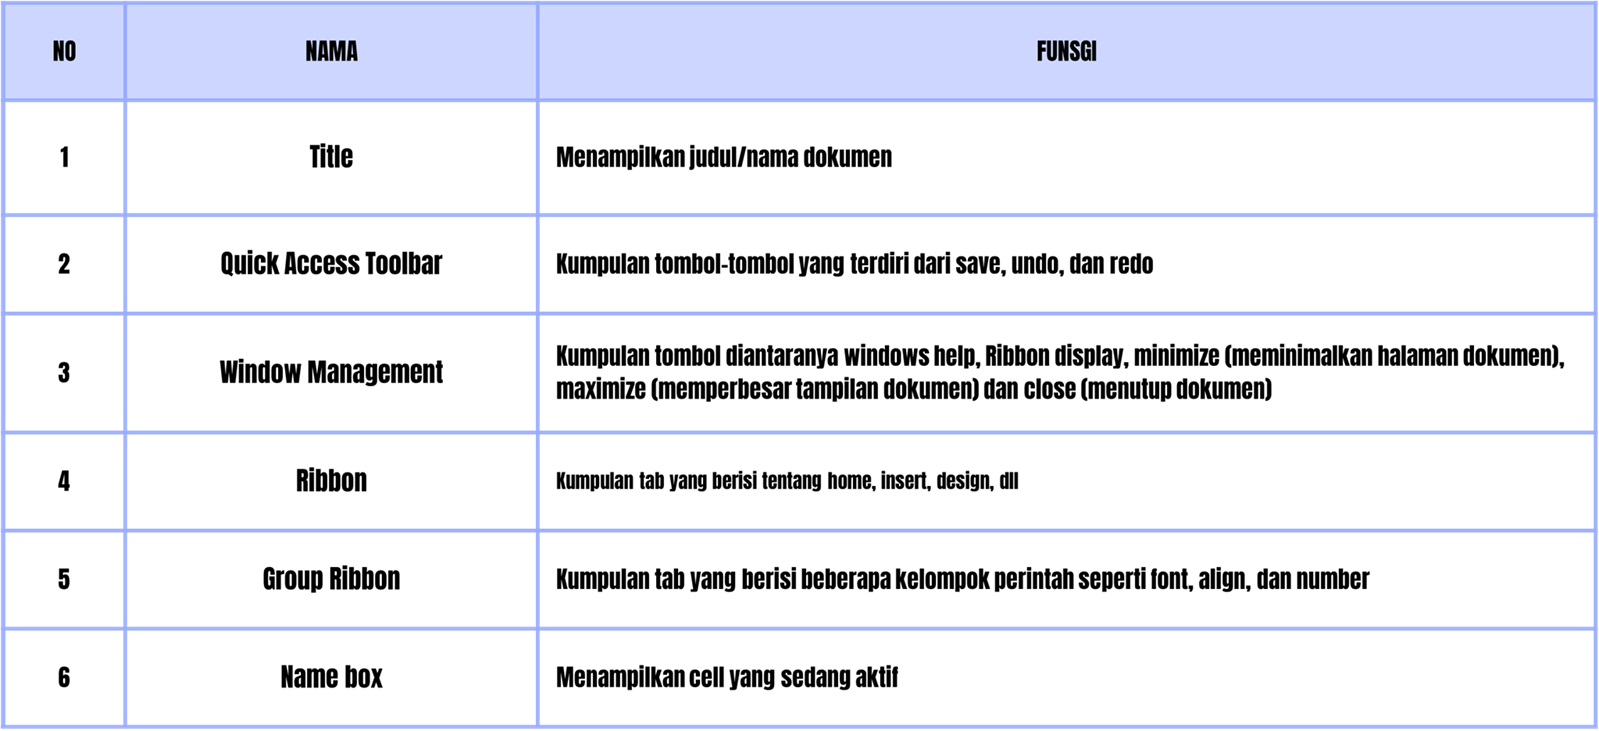 NO NAMA FUNSGI
1 Title Menampilkan judul/nama dokumen
2 Quick Access Toolbar Kumpulan tombol-tombol yang terdiri dari save, undo, dan redo
3 Window Management Kumpulan tombol diantaranya windows help, Ribbon display, minimize (meminimalkan halaman dokumen),
maximize (memperbesar tampilan dokumen) dan close (menutup dokumen)
4 Ribbon Kumpulan tab yang berisi tentang home, insert, design, dll
5 Group Ribbon Kumpulan tab yang berisi beberapa kelompok perintah seperti font, align, dan number
6 Name box Menampilkan cell yang sedang aktif